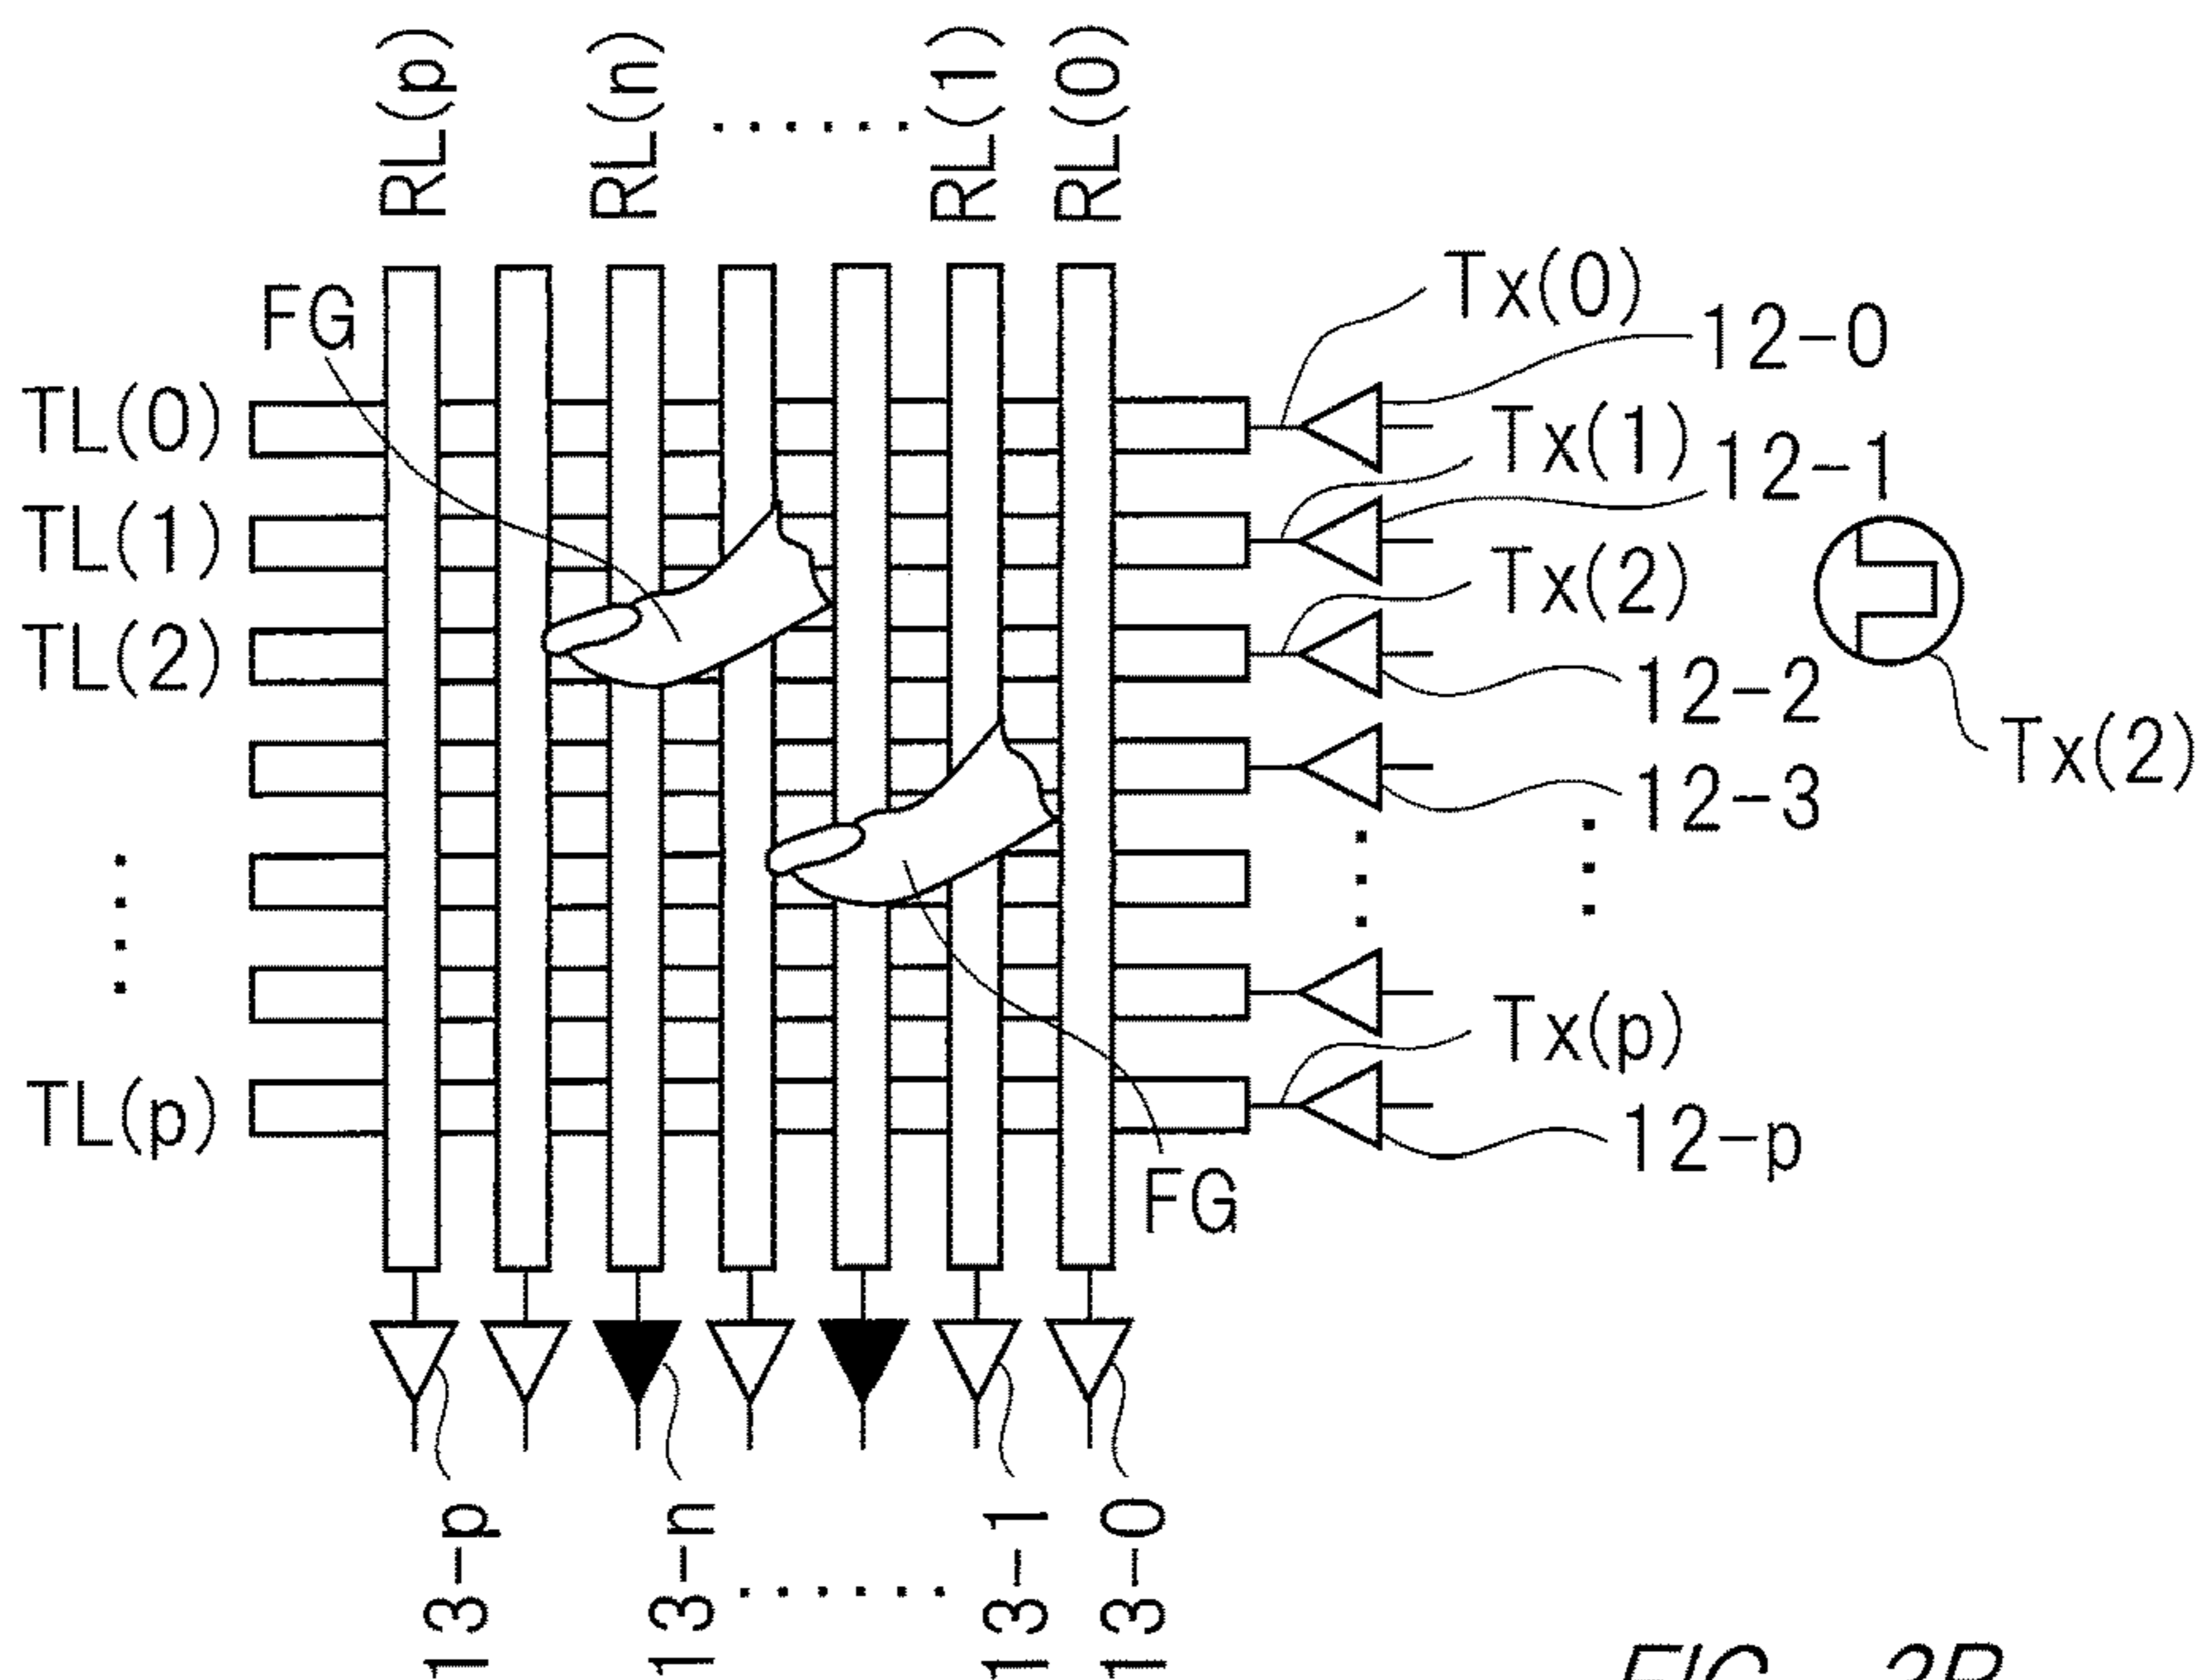 RL(p)
RL(n)
......
RL(1)
RL(0)
FG
Tx(0)
12-0
TL(0)
Tx(1)
12-1
TL(1)
Tx(2)
TL(2)
12-2
Tx(2)
12-3
Tx(p)
TL(p)
12-p
FG
13-p
13-n
......
13-1
13-0